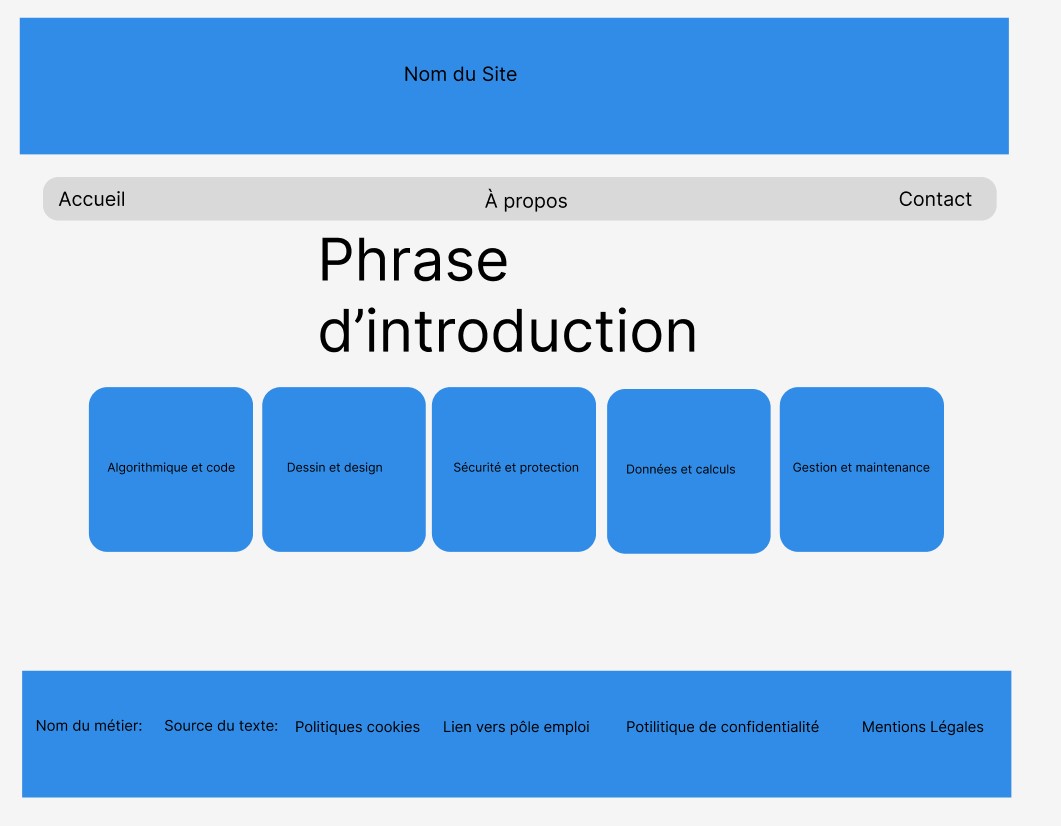 Nom du Site
Accueil
À propos
Contact
Phrase
d’introduction
Algorithmique et code
Dessin et design
Sécurité et protection
Données et calculs
Gestion et maintenance
Nom du métier:
Source du texte:
Politiques cookies
Lien vers pôle emploi
Potilitique de confidentialité
Mentions Légales